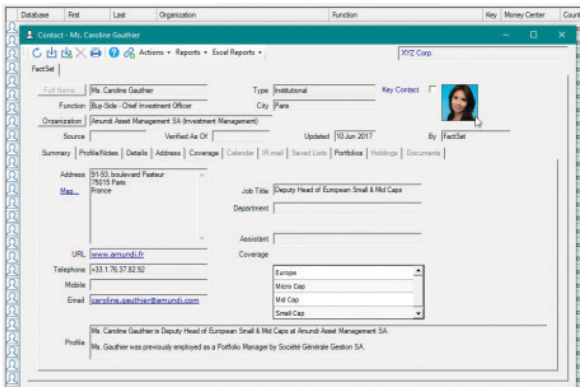 Database First Last Organization Function Key Money Center Count
Contact - Ms. Caroline Gauthier
Actions Reports Excel Reports XYZ Corp.
FactSet
Full Name... Ms. Caroline Gauthier Type Institutional Key Contact
Function Buy-Side - Chief Investment Officer City Paris
Organization Amundi Asset Management SA (Investment Management)
Source Verified As Of Updated 10 Jun 2017 By FactSet
Summary Profile/Notes Details Address Coverage Calendar IR mail Saved Lists Portfolios Holdings Documents
Address 91-93, boulevard Pasteur
75015 Paris
Map... France Job Title Deputy Head of European Small & Mid Caps
Department
Assistant
URL www.amundi.fr Coverage
Telephone +33.1.76.37.82.92 Europe
Mobile Micro Cap
Email caroline.gauthier@amundi.com Mid Cap
Small Cap
Ms. Caroline Gauthier is Deputy Head of European Small & Mid Caps at Amundi Asset Management SA.
Profile
Ms. Gauthier was previously employed as a Portfolio Manager by Société Générale Gestion SA.